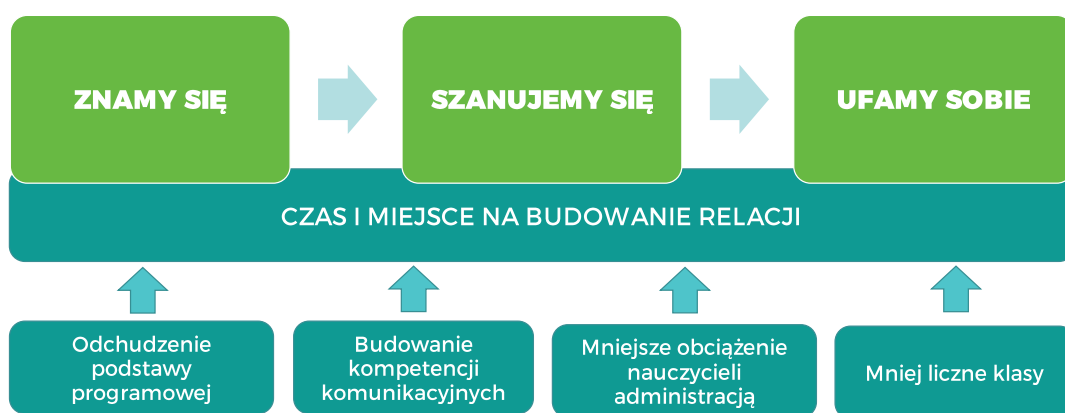 ZNAMY SIĘ
SZANUJEMY SIĘ
UFAMY SOBIE
CZAS I MIEJSCE NA BUDOWANIE RELACJI
Odchudzenie
podstawy
programowej
Budowanie
kompetencji
komunikacyjnych
Mniejsze obciążenie
nauczycieli
administracją
Mniej liczne klasy